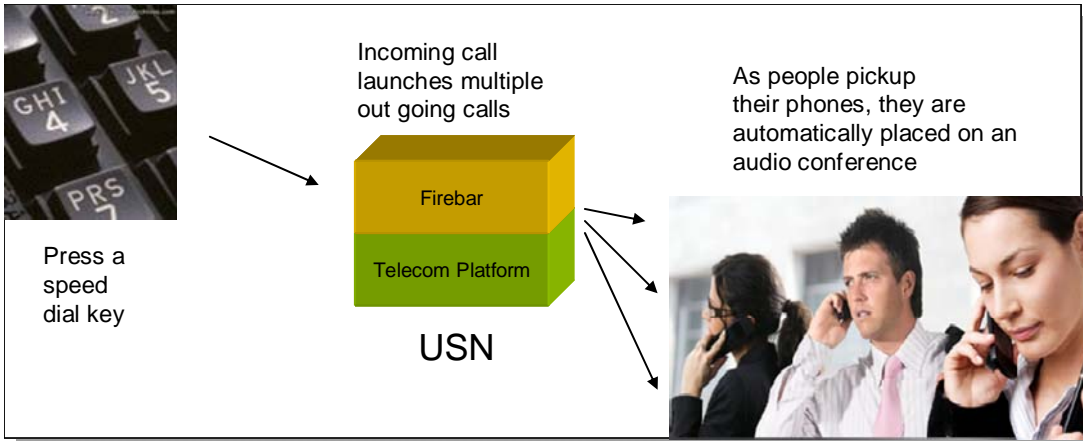 2
JKL
5
GHI
4
PRS
7
Press a
speed
dial key
Incoming call
launches multiple
out going calls
Firebar
Telecom Platform
USN
As people pickup
their phones, they are
automatically placed on an
audio conference